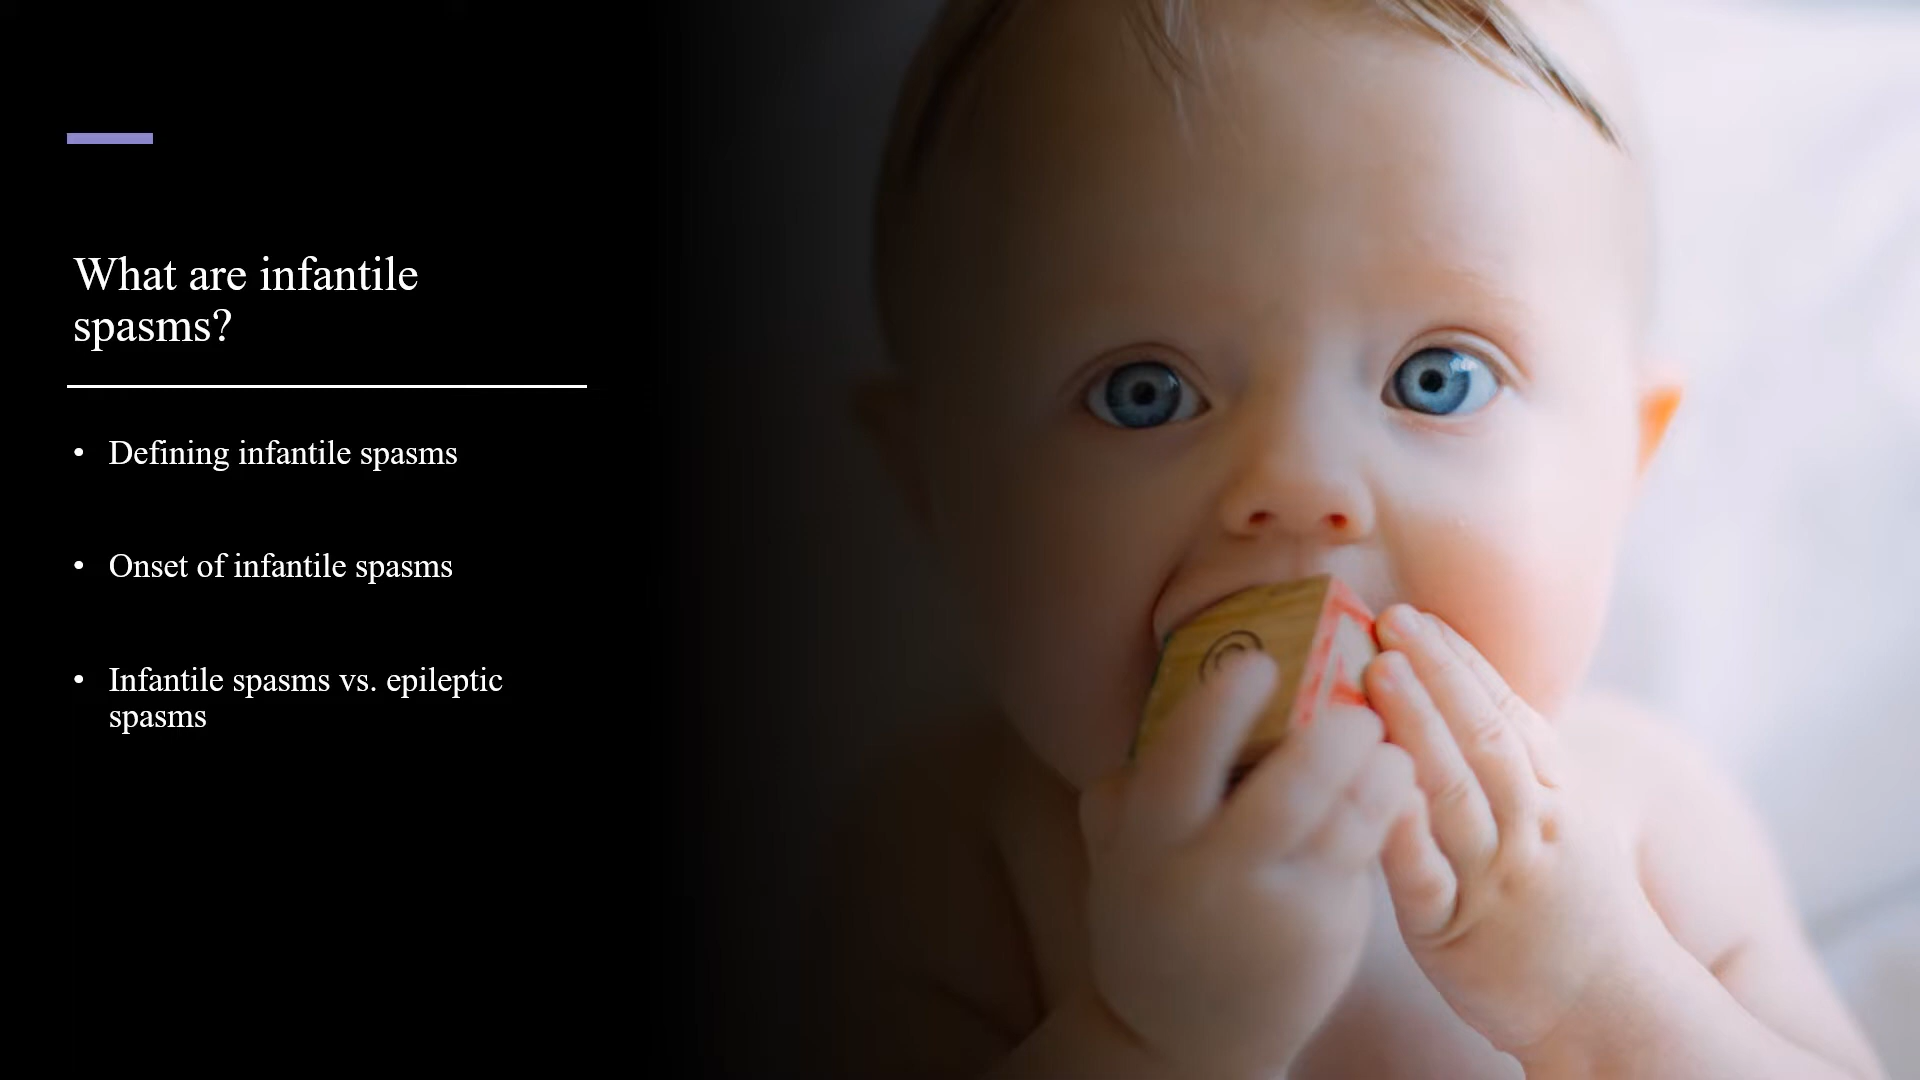 What are infantile
spasms?
• Defining infantile spasms
• Onset of infantile spasms
• Infantile spasms vs. epileptic
spasms